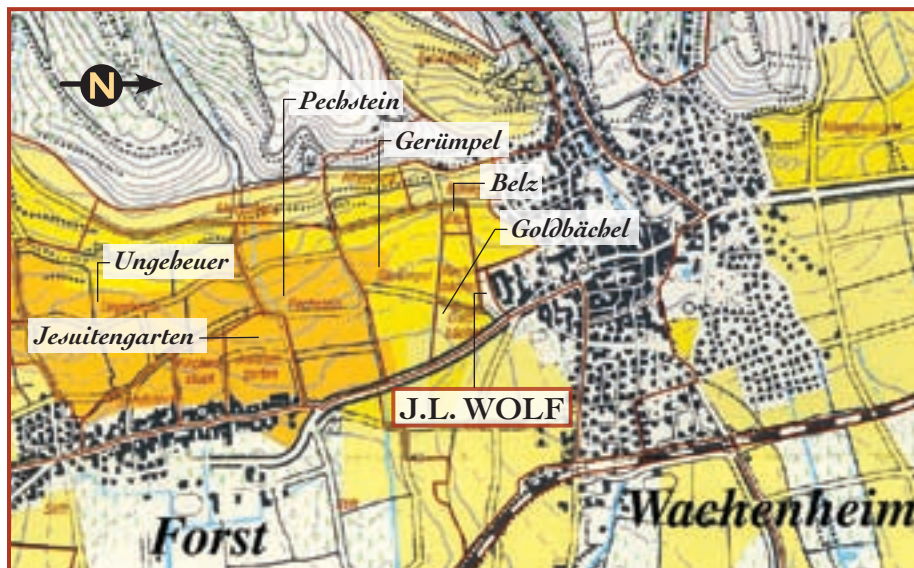 N
Pechstein
Gerümpel
Belz
Goldbächel
Ungeheuer
Jesuitengarten
J.L. WOLF
Forst
Wachenheim